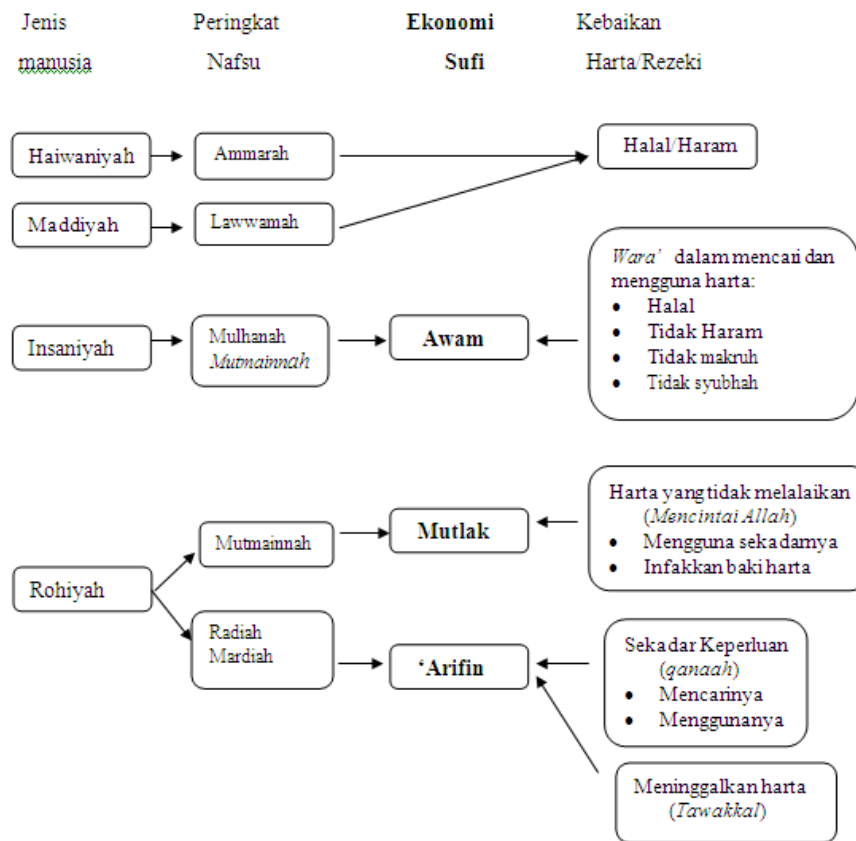 Jenis Peringkat Ekonomi Kebaikan
manusia Nafsu Sufi Harta/Rezeki
Haiwaniyah
Ammarah
Halal/Haram
Maddiyah
Lawwamah
Insaniyah
Mulhanah
Mutmainnah
Awam
Wara' dalam mencari dan
mengguna harta:
• Halal
• Tidak Haram
• Tidak makruh
• Tidak syubhah
Rohiyah
Mutmainnah
Mutlak
Harta yang tidak melalaikan
(Mencintai Allah)
• Mengguna sekadarnya
• Infakkan baki harta
Radiah
Mardiah
‘Arifin
Sekadar Keperluan
(qanaah)
• Mencarinya
• Menggunanya
Meninggalkan harta
(Tawakkal)